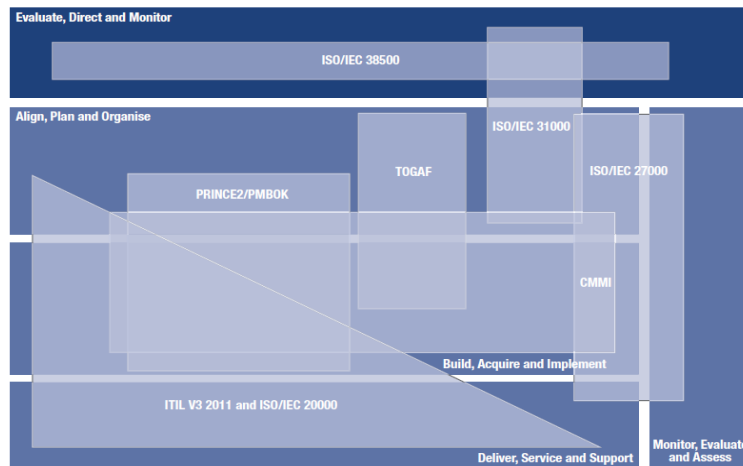 Evaluate, Direct and Monitor
ISO/IEC 38500
Align, Plan and Organise
ISO/IEC 31000
TOGAF
ISO/IEC 27000
PRINCE2/PMBOK
CMMI
Build, Acquire and Implement
ITIL V3 2011 and ISO/IEC 20000
Deliver, Service and Support
Monitor, Evaluate
and Assess